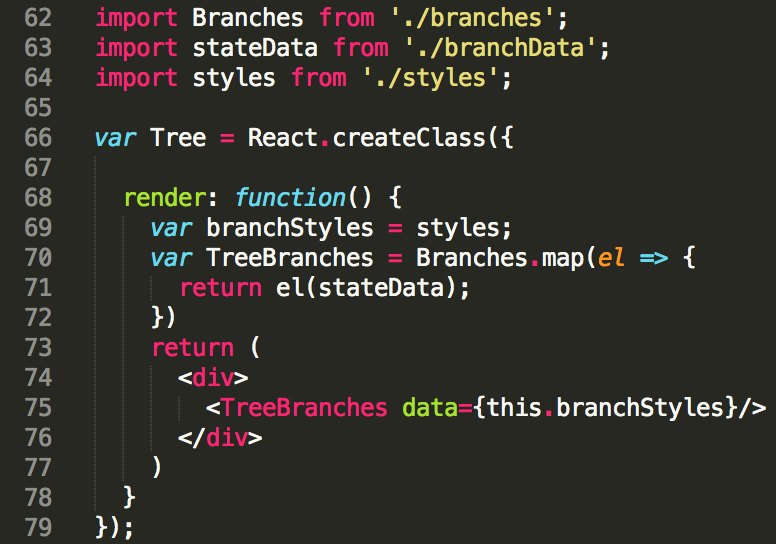 62 import Branches from './branches';
63 import stateData from './branchData';
64 import styles from './styles';
65
66 var Tree = React.createClass({
67
68 render: function() {
69 var branchStyles = styles;
70 var TreeBranches = Branches.map(el => {
71 return el(stateData);
72 })
73 return (
74 <div>
75 <TreeBranches data={this.branchStyles}/>
76 </div>
77 )
78 }
79 });